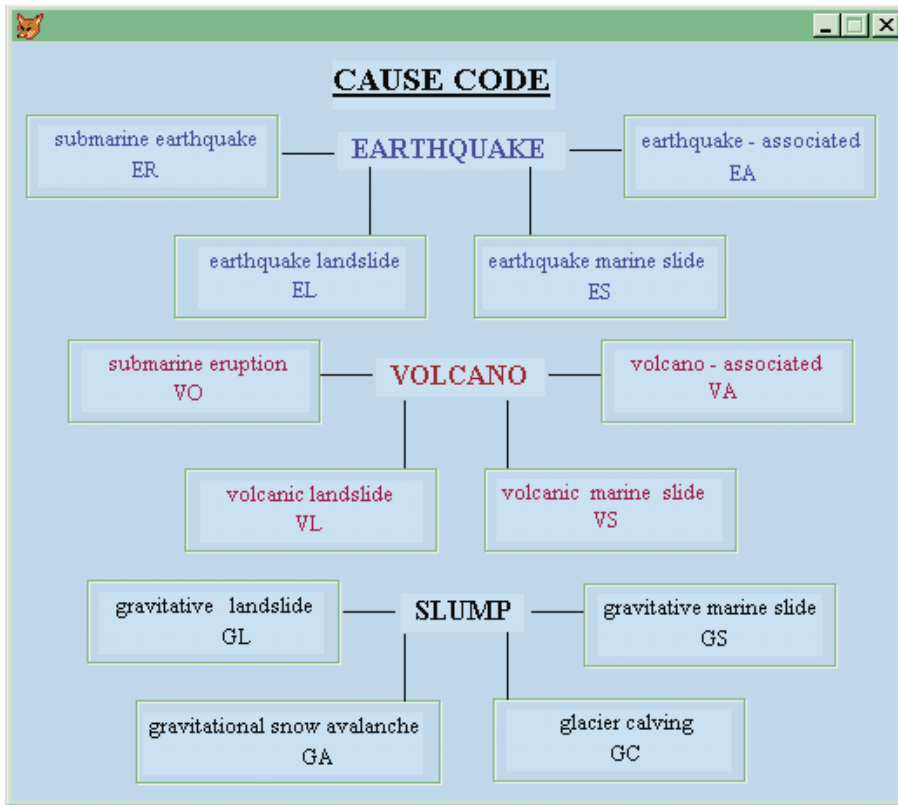 CAUSE CODE
submarine earthquake
ER
EARTHQUAKE
earthquake - associated
EA
earthquake landslide
EL
earthquake marine slide
ES
submarine eruption
VO
VOLCANO
volcano - associated
VA
volcanic landslide
VL
volcanic marine slide
VS
gravitative landslide
GL
SLUMP
gravitative marine slide
GS
gravitational snow avalanche
GA
glacier calving
GC